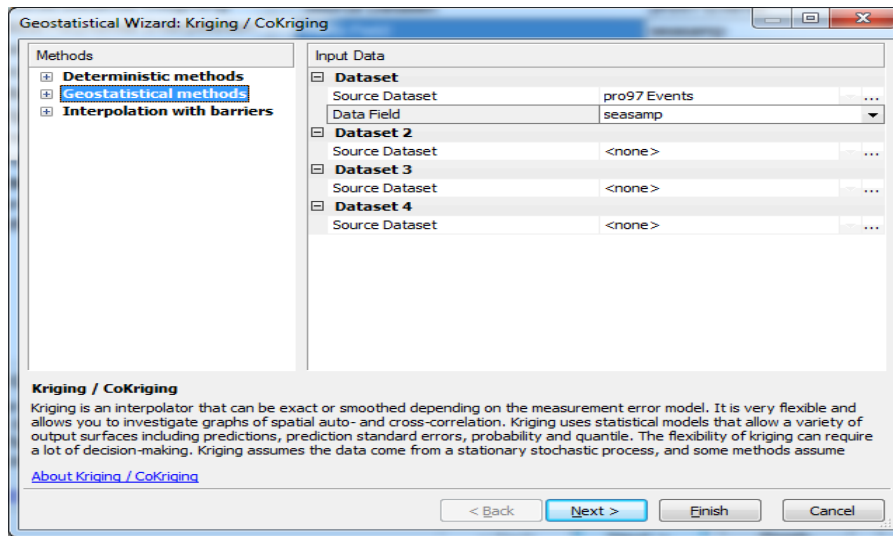 Geostatistical Wizard: Kriging / CoKriging
Methods
Deterministic methods
Geostatistical methods
Interpolation with barriers
Input Data
Dataset
Source Dataset pro97 Events ...
Data Field seasamp
Dataset 2
Source Dataset <none> ...
Dataset 3
Source Dataset <none> ...
Dataset 4
Source Dataset <none> ...
Kriging / CoKriging
Kriging is an interpolator that can be exact or smoothed depending on the measurement error model. It is very flexible and
allows you to investigate graphs of spatial auto- and cross-correlation. Kriging uses statistical models that allow a variety of
output surfaces including predictions, prediction standard errors, probability and quantile. The flexibility of kriging can require
a lot of decision-making. Kriging assumes the data come from a stationary stochastic process, and some methods assume
About Kriging / CoKriging
< Back Next > Finish Cancel